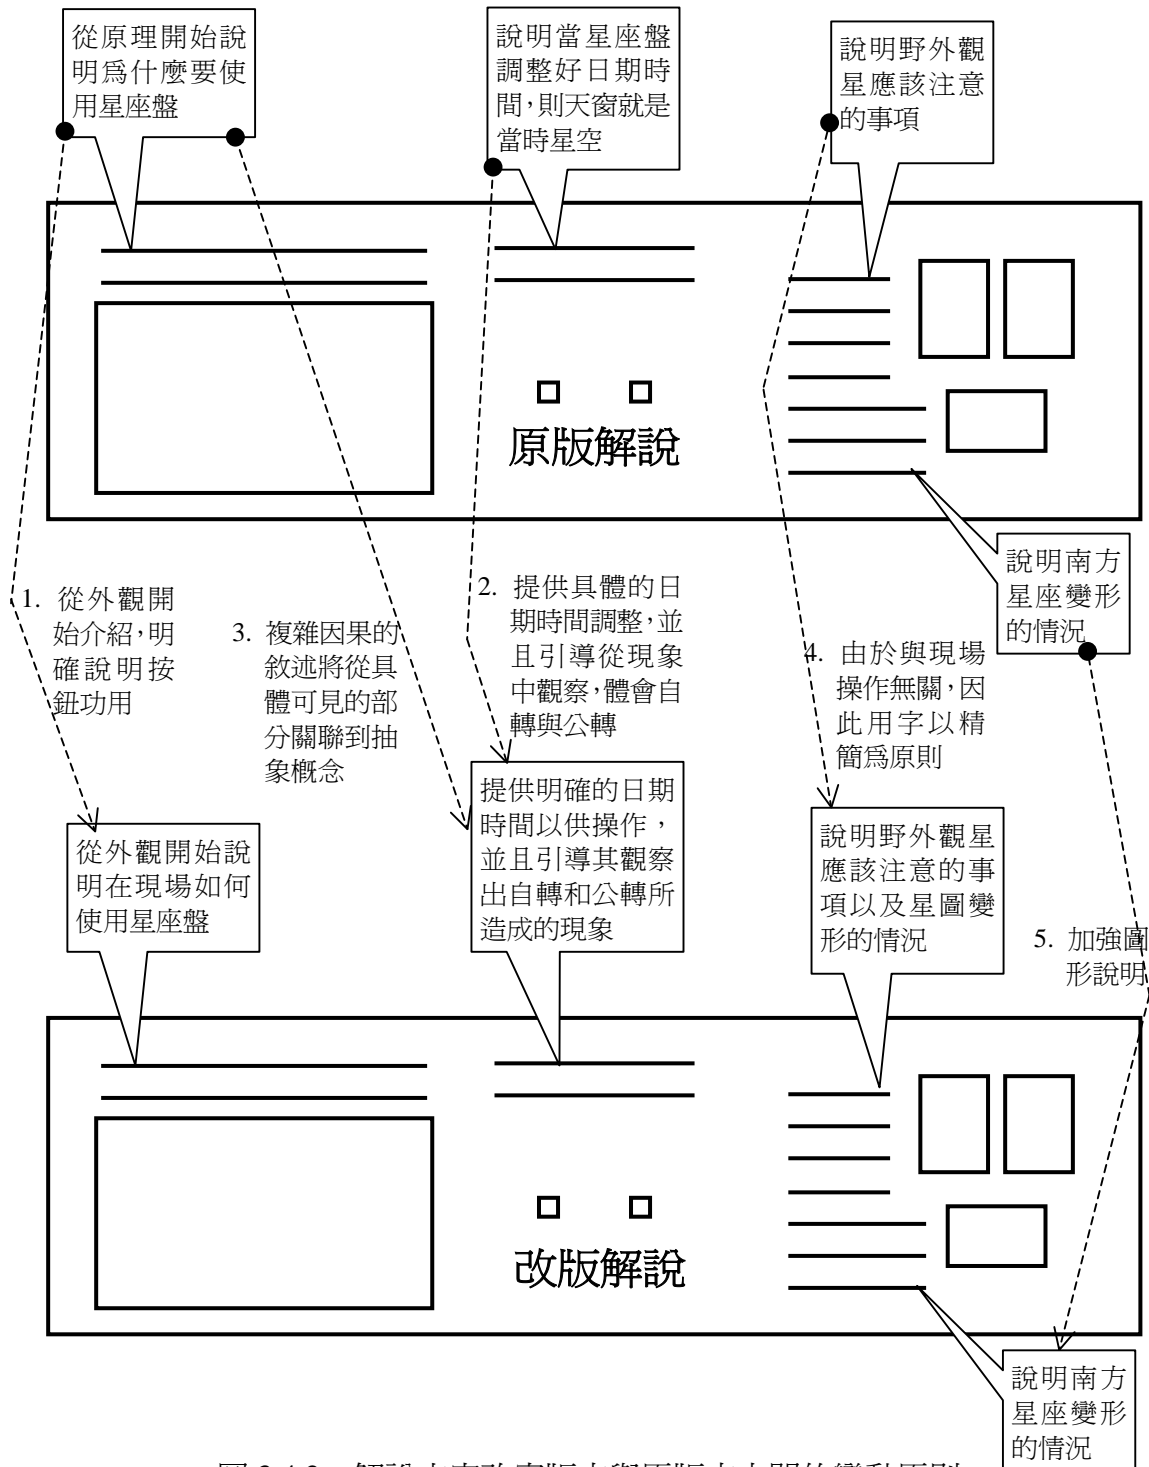 從原理開始說
明為什麼要使
用星座盤
說明當星座盤
調整好日期時
間，則天窗就是
當時星空
說明野外觀
星應該注意
的事項
原版解說
說明南方
星座變形
的情況
1. 從外觀開
始介紹，明
確說明按
鈕功用
3. 複雜因果的
敘述將從具
體可見的部
分關聯到抽
象概念
2. 提供具體的日
期時間調整，並
且引導從現象
中觀察，體會自
轉與公轉
4. 由於與現場
操作無關，因
此用字以精
簡為原則
從外觀開始說
明在現場如何
使用星座盤
提供明確的日期
時間以供操作，
並且引導其觀察
出自轉和公轉所
造成的現象
說明野外觀星
應該注意的事
項以及星圖變
形的情況
5. 加強圖
形說明
改版解說
說明南方
星座變形
的情況